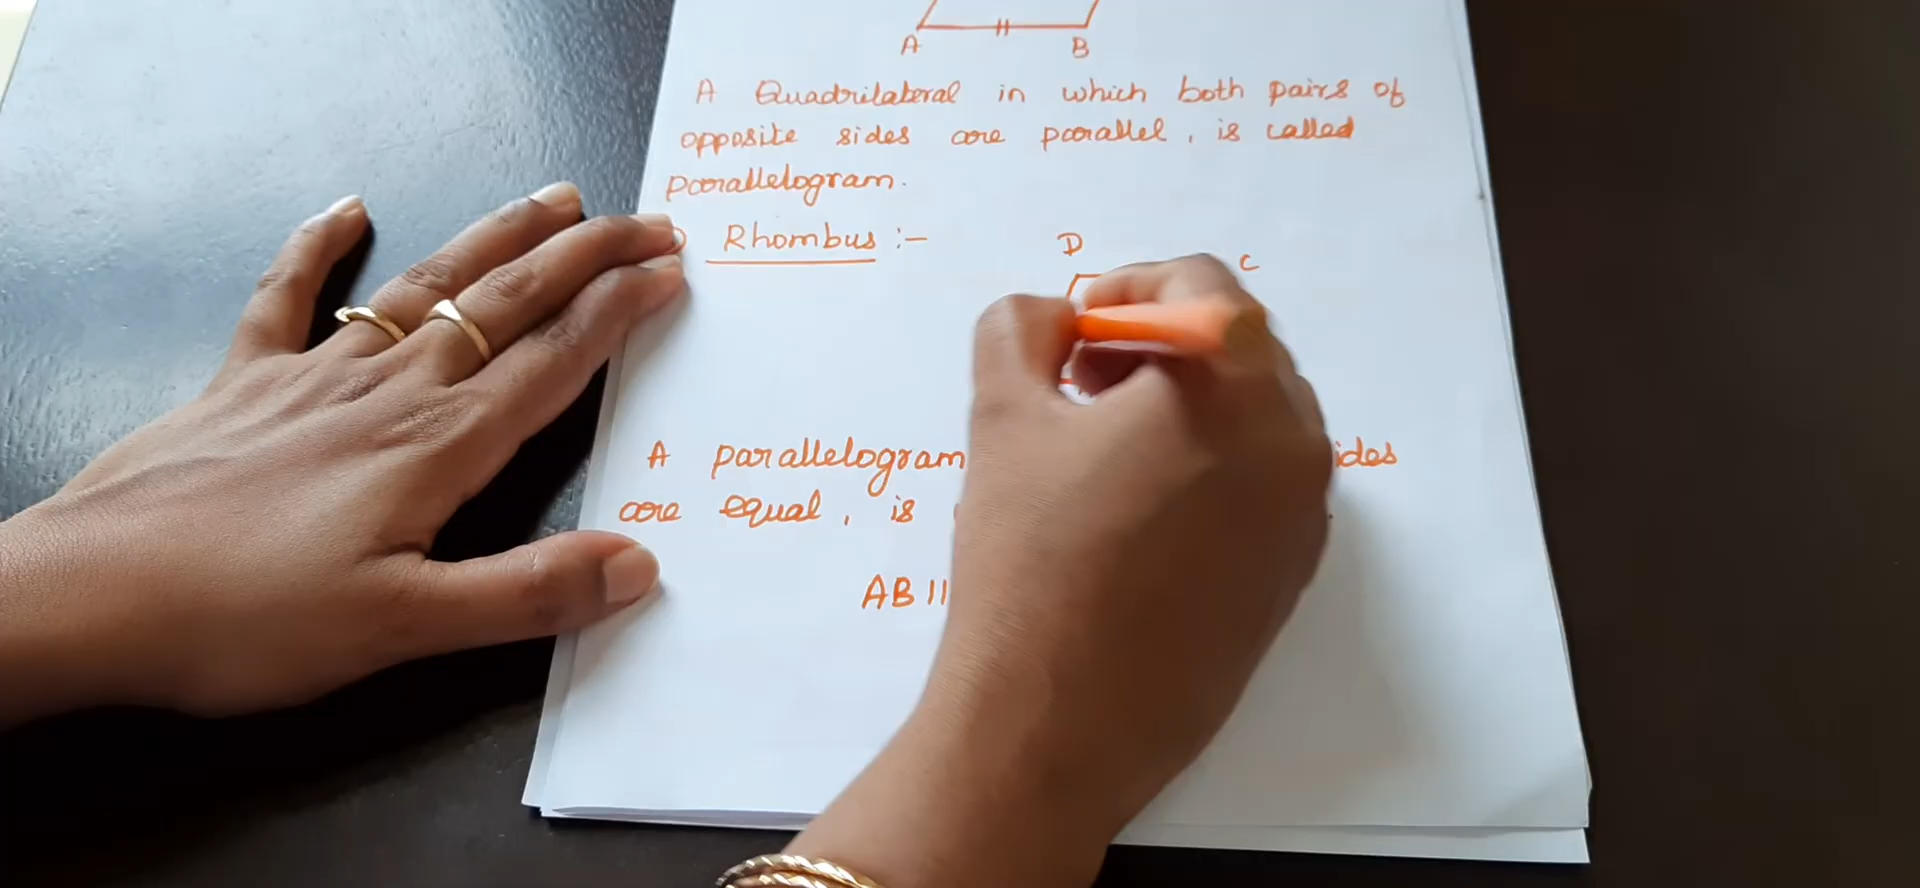 A B
A Quadrilateral in which both pairs of
opposite sides are parallel, is called
parallelogram.
Rhombus :-
D C
A parallelogram
are equal, is
AB ||